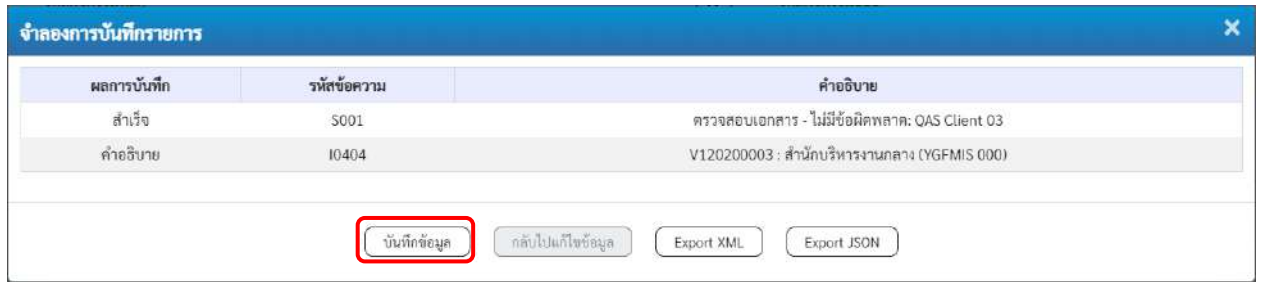 จำลองการบันทึกรายการ ×
ผลการบันทึก รหัสข้อความ คำอธิบาย
สำเร็จ S001 ตรวจสอบเอกสาร - ไม่มีข้อผิดพลาด: QAS Client 03
คำอธิบาย I0404 V120200003 : สำนักบริหารงานกลาง (YGFMIS 000)
บันทึกข้อมูล กลับไปแก้ไขข้อมูล Export XML Export JSON